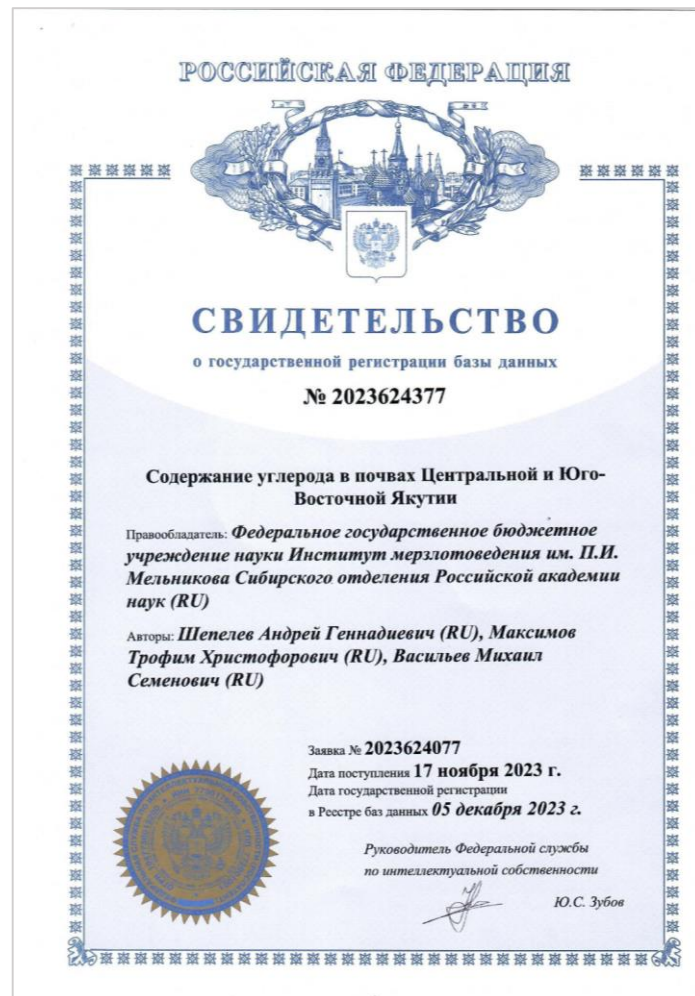 РОССИЙСКАЯ ФЕДЕРАЦИЯ
СВИДЕТЕЛЬСТВО
о государственной регистрации базы данных
№ 2023624377
Содержание углерода в почвах Центральной и Юго-
Восточной Якутии
Правообладатель: Федеральное государственное бюджетное
учреждение науки Институт мерзлотоведения им. П.И.
Мельникова Сибирского отделения Российской академии
наук (RU)
Авторы: Шепелев Андрей Геннадиевич (RU), Максимов
Трофим Христофорович (RU), Васильев Михаил
Семенович (RU)
Заявка № 2023624077
Дата поступления 17 ноября 2023 г.
Дата государственной регистрации
в Реестре баз данных 05 декабря 2023 г.
Руководитель Федеральной службы
по интеллектуальной собственности
Ю.С. Зубов